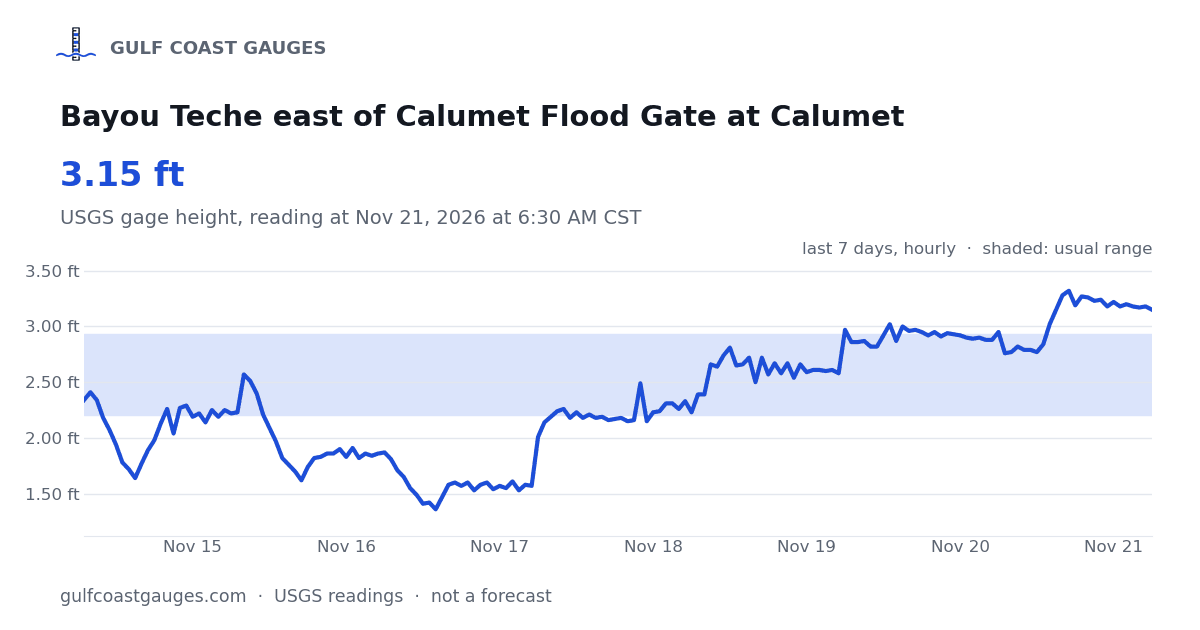 GULF COAST GAUGES
Bayou Teche east of Calumet Flood Gate at Calumet
3.15 ft
USGS gage height, reading at Nov 21, 2026 at 6:30 AM CST
last 7 days, hourly · shaded: usual range
3.50 ft
3.00 ft
2.50 ft
2.00 ft
1.50 ft
Nov 15 Nov 16 Nov 17 Nov 18 Nov 19 Nov 20 Nov 21
gulfcoastgauges.com · USGS readings · not a forecast